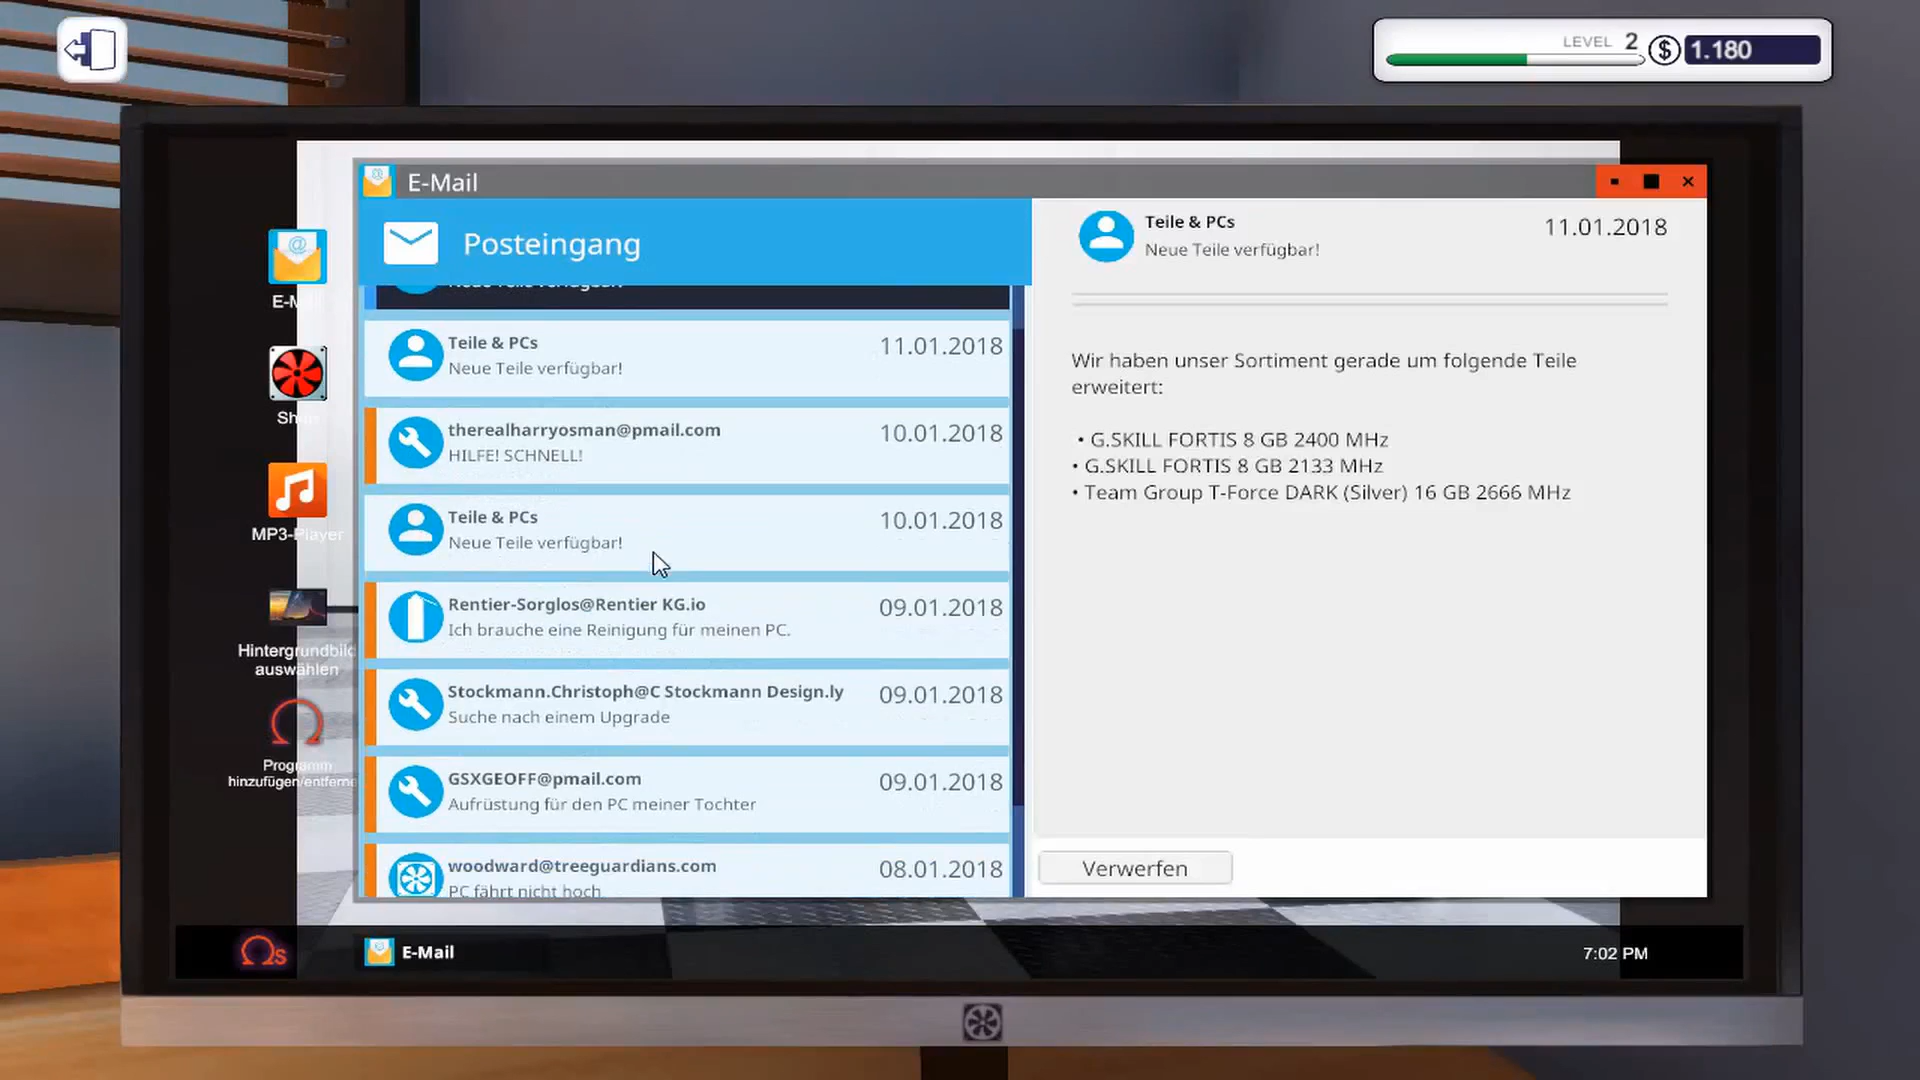 LEVEL 2
1.180
E-Mail
Posteingang
Neue Teile verfügbar!
Teile & PCs
11.01.2018
Neue Teile verfügbar!
therealharryosman@pmail.com
10.01.2018
HILFE! SCHNELL!
Teile & PCs
10.01.2018
Neue Teile verfügbar!
Rentier-Sorglos@Rentier KG.io
09.01.2018
Ich brauche eine Reinigung für meinen PC.
Stockmann.Christoph@C Stockmann Design.ly
09.01.2018
Suche nach einem Upgrade
GSXGEOFF@pmail.com
09.01.2018
Aufrüstung für den PC meiner Tochter
woodward@treeguardians.com
08.01.2018
PC fährt nicht hoch
Teile & PCs
11.01.2018
Neue Teile verfügbar!
Wir haben unser Sortiment gerade um folgende Teile
erweitert:
• G.SKILL FORTIS 8 GB 2400 MHz
• G.SKILL FORTIS 8 GB 2133 MHz
• Team Group T-Force DARK (Silver) 16 GB 2666 MHz
Verwerfen
MP3-Player
Hintergrundbild
auswählen
Programm
E-Mail
7:02 PM